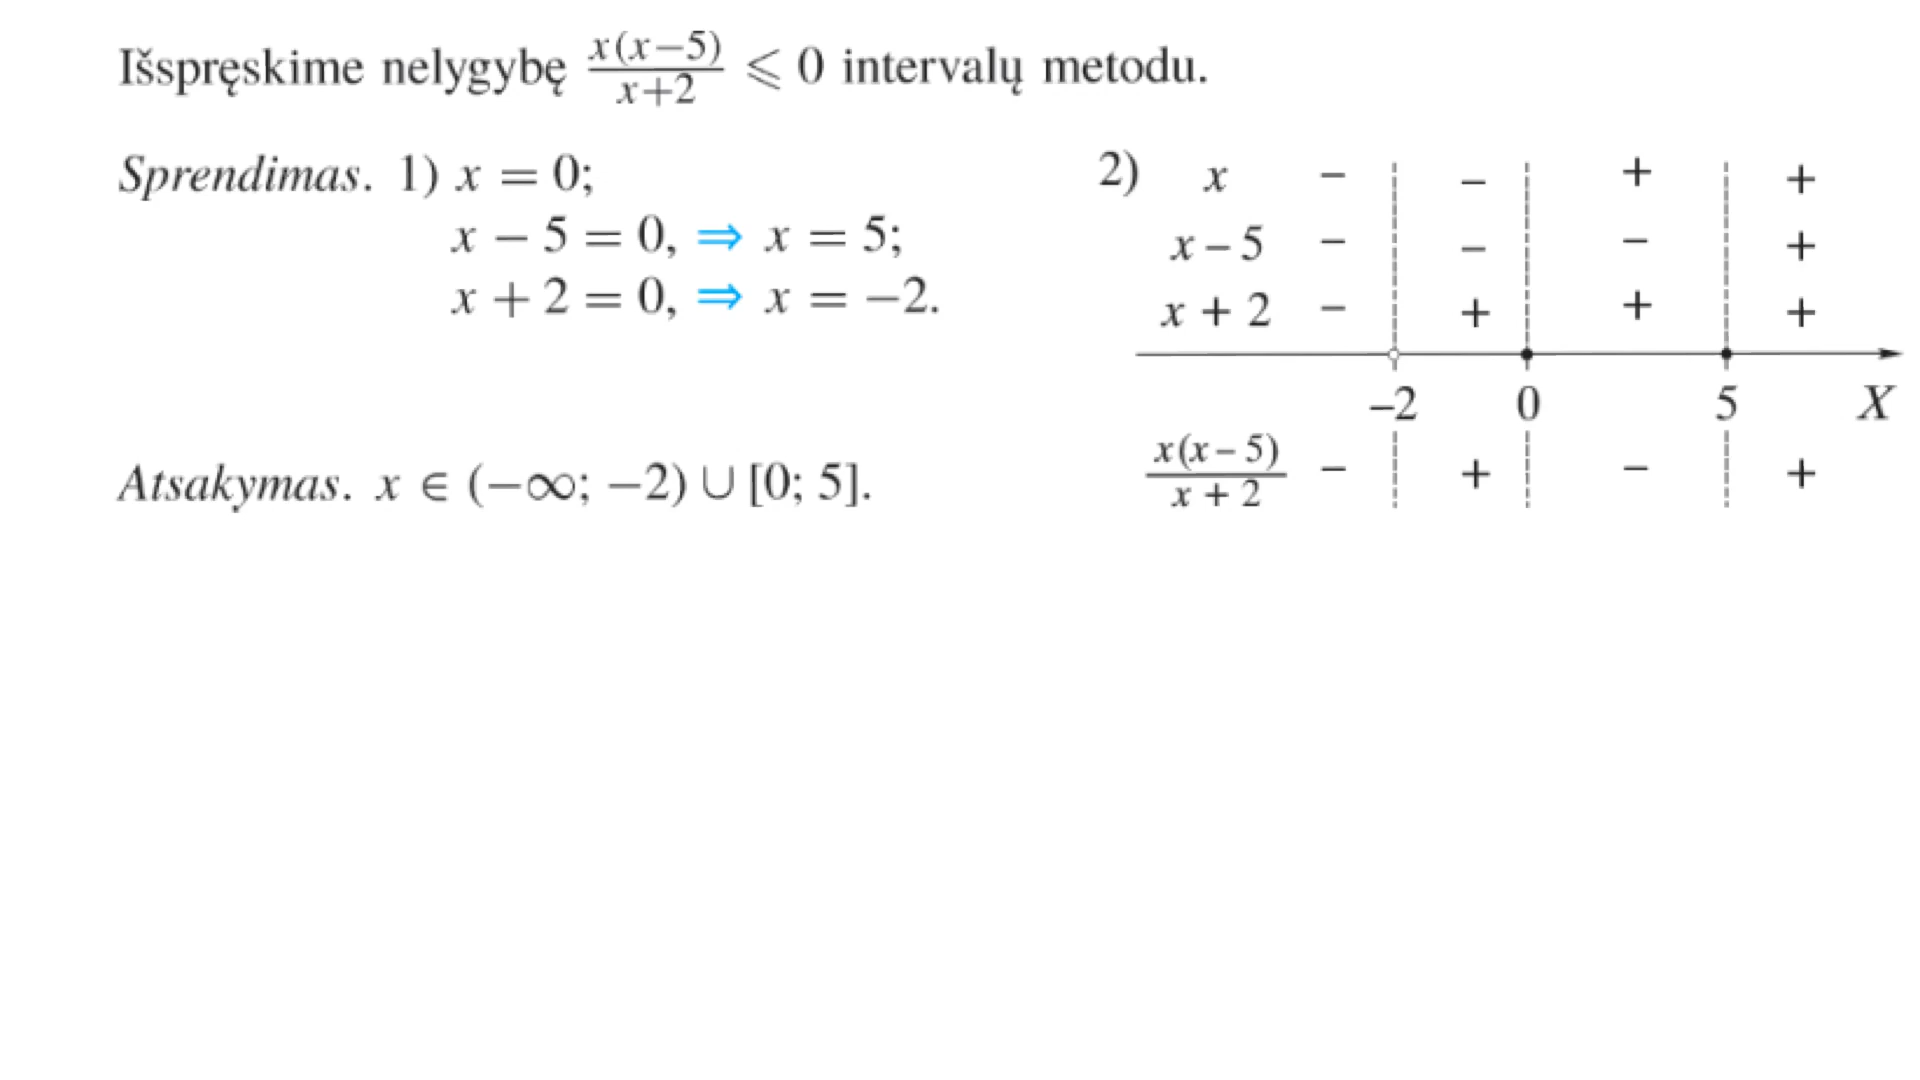 Išspręskime nelygybę x(x−5)/x+2 ⩽ 0 intervalų metodu.
Sprendimas. 1) x = 0;
x − 5 = 0, ⇒ x = 5;
x + 2 = 0, ⇒ x = −2.
Atsakymas. x ∈ (−∞; −2) ∪ [0; 5].
2) x − − + +
x − 5 − − − +
x + 2 − + + +
−2 0 5 X
x(x − 5)/x + 2 − + − +